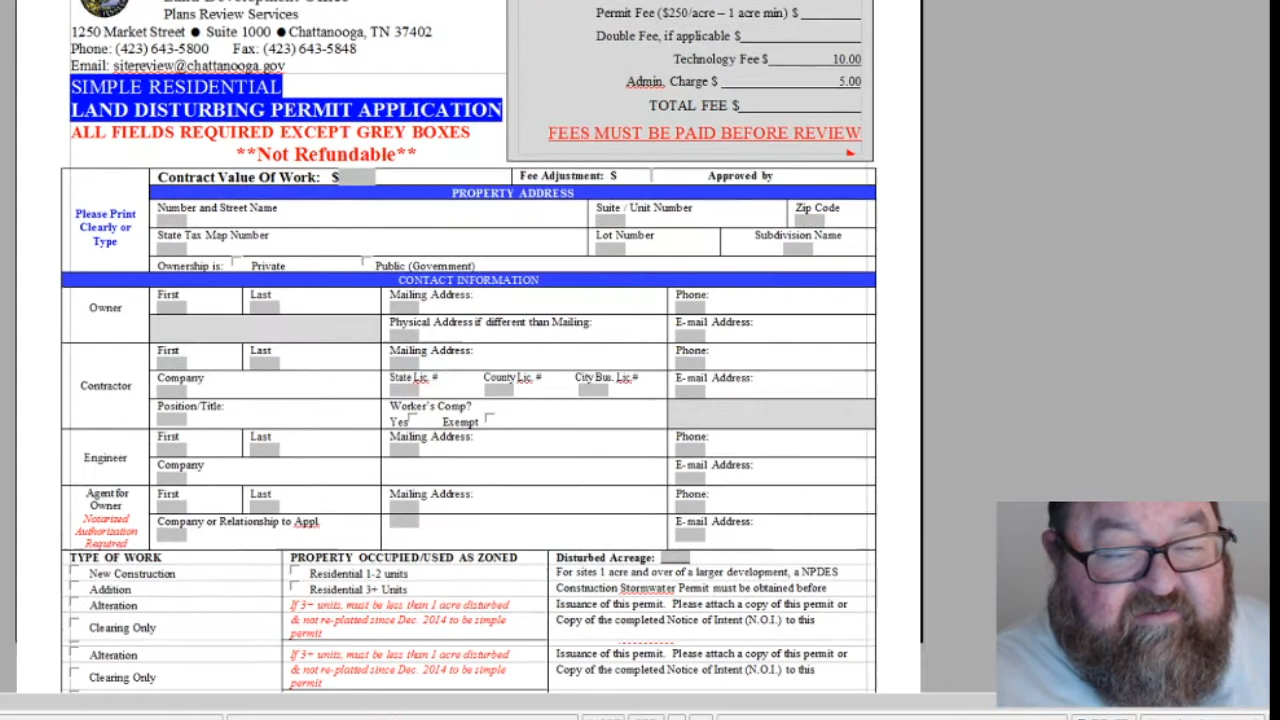 Plans Review Services
1250 Market Street ● Suite 1000 ● Chattanooga, TN 37402
Phone: (423) 643-5800 Fax: (423) 643-5848
Email: sitereview@chattanooga.gov
SIMPLE RESIDENTIAL
LAND DISTURBING PERMIT APPLICATION
ALL FIELDS REQUIRED EXCEPT GREY BOXES
**Not Refundable**
Permit Fee ($250/acre – 1 acre min) $
Double Fee, if applicable $
Technology Fee $ 10.00
Admin. Charge $ 5.00
TOTAL FEE $
FEES MUST BE PAID BEFORE REVIEW
Contract Value Of Work: $ Fee Adjustment: $ Approved by
PROPERTY ADDRESS
Please Print
Clearly or
Type
Number and Street Name Suite / Unit Number Zip Code
State Tax Map Number Lot Number Subdivision Name
Ownership is: Private Public (Government)
CONTACT INFORMATION
Owner
First Last Mailing Address: Phone:
Physical Address if different than Mailing: E-mail Address:
Contractor
First Last Mailing Address: Phone:
Company State Lic. # County Lic. # City Bus. Lic.# E-mail Address:
Position/Title: Worker's Comp?
Yes Exempt
Engineer
First Last Mailing Address: Phone:
Company E-mail Address:
Agent for
Owner
Notarized
Authorization
Required
First Last Mailing Address: Phone:
Company or Relationship to Appl. E-mail Address:
TYPE OF WORK PROPERTY OCCUPIED/USED AS ZONED Disturbed Acreage:
New Construction Residential 1-2 units For sites 1 acre and over of a larger development, a NPDES
Addition Residential 3+ Units Construction Stormwater Permit must be obtained before
Alteration If 3+ units, must be less than 1 acre disturbed Issuance of this permit. Please attach a copy of this permit or
Clearing Only & not re-platted since Dec. 2014 to be simple Copy of the completed Notice of Intent (N.O.I.) to this
permit
Alteration If 3+ units, must be less than 1 acre disturbed Issuance of this permit. Please attach a copy of this permit or
Clearing Only & not re-platted since Dec. 2014 to be simple Copy of the completed Notice of Intent (N.O.I.) to this
permit